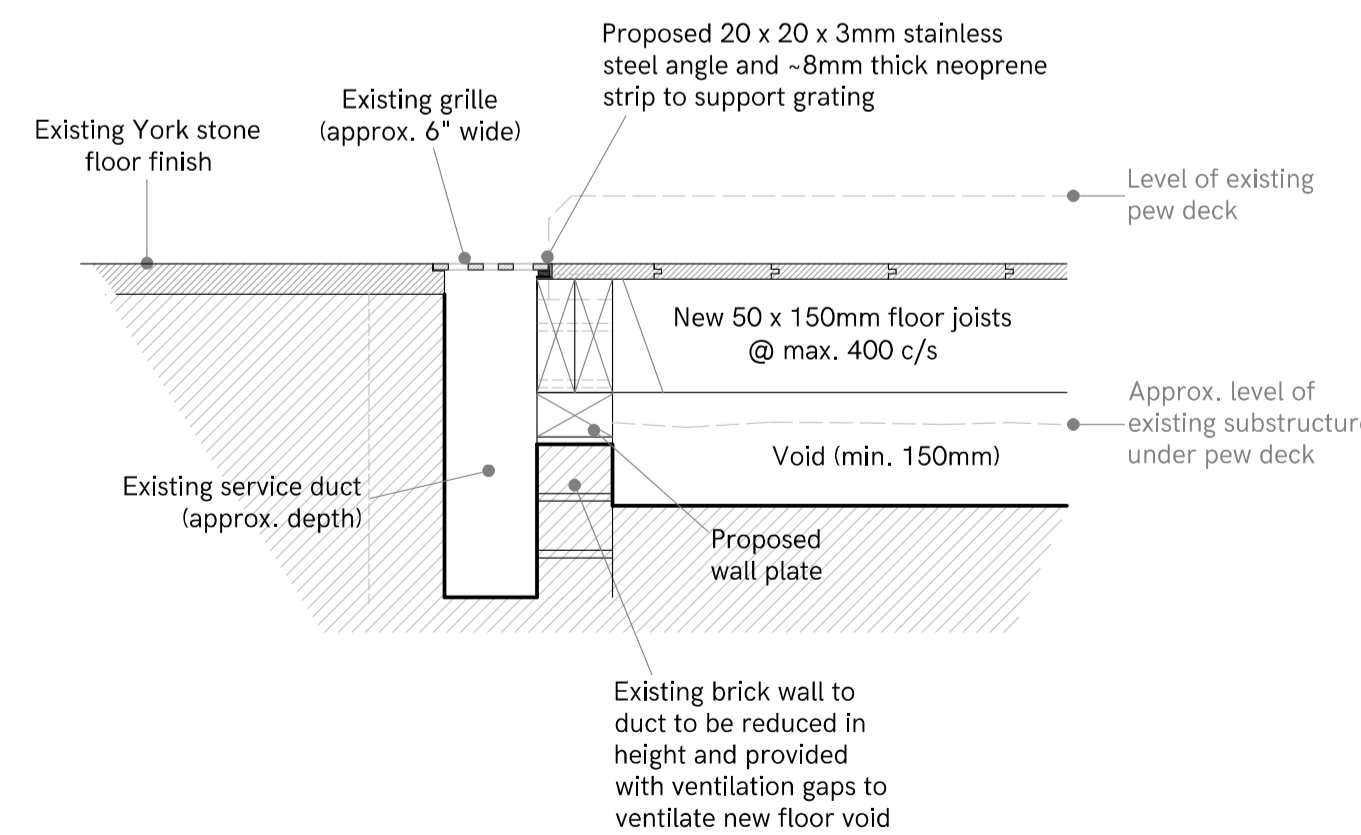 Proposed 20 x 20 x 3mm stainless
steel angle and ~8mm thick neoprene
strip to support grating
Existing grille
(approx. 6" wide)
Existing York stone
floor finish
Level of existing
pew deck
New 50 x 150mm floor joists
@ max. 400 c/s
Approx. level of
existing substructure
under pew deck
Void (min. 150mm)
Existing service duct
(approx. depth)
Proposed
wall plate
Existing brick wall to
duct to be reduced in
height and provided
with ventilation gaps to
ventilate new floor void